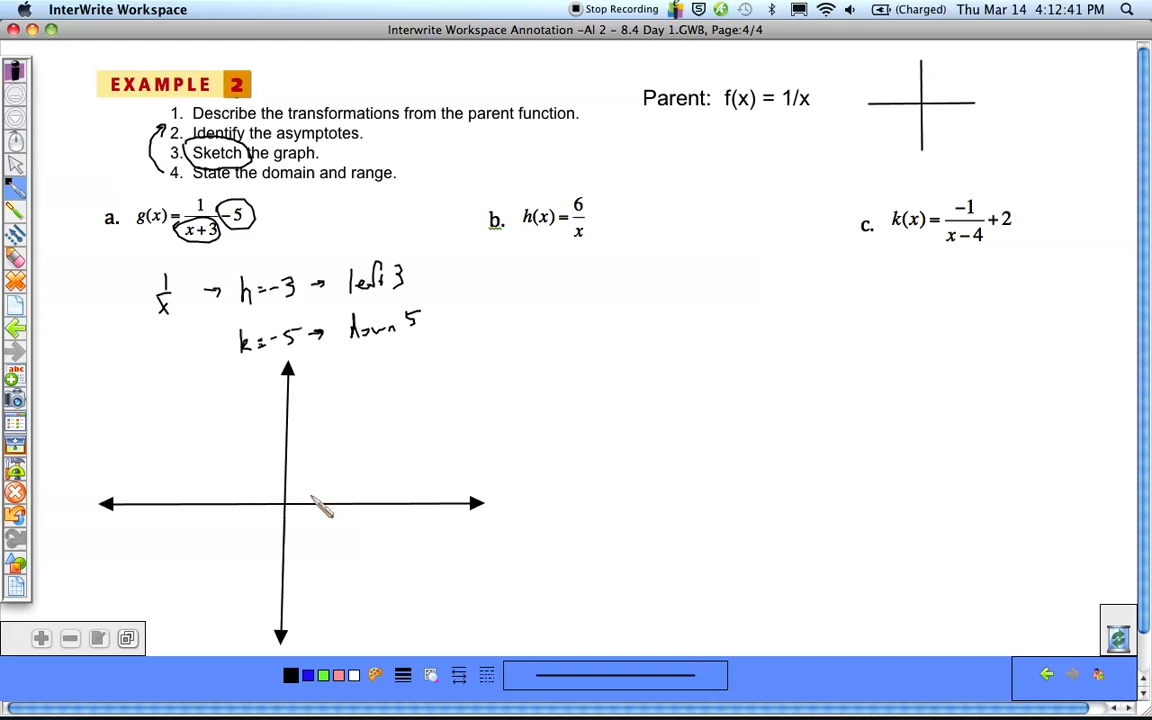 InterWrite Workspace
Stop Recording
(Charged) Thu Mar 14 4:12:41 PM
Interwrite Workspace Annotation -Al 2 - 8.4 Day 1.GWB, Page:4/4
EXAMPLE 2
1. Describe the transformations from the parent function.
2. Identify the asymptotes.
3. Sketch the graph.
4. State the domain and range.
Parent: f(x) = 1/x
a. g(x) = 1/(x+3) − 5
b. h(x) = 6/x
c. k(x) = −1/(x−4) + 2
1/x → h=-3 → left 3
k=-5 → down 5
abc